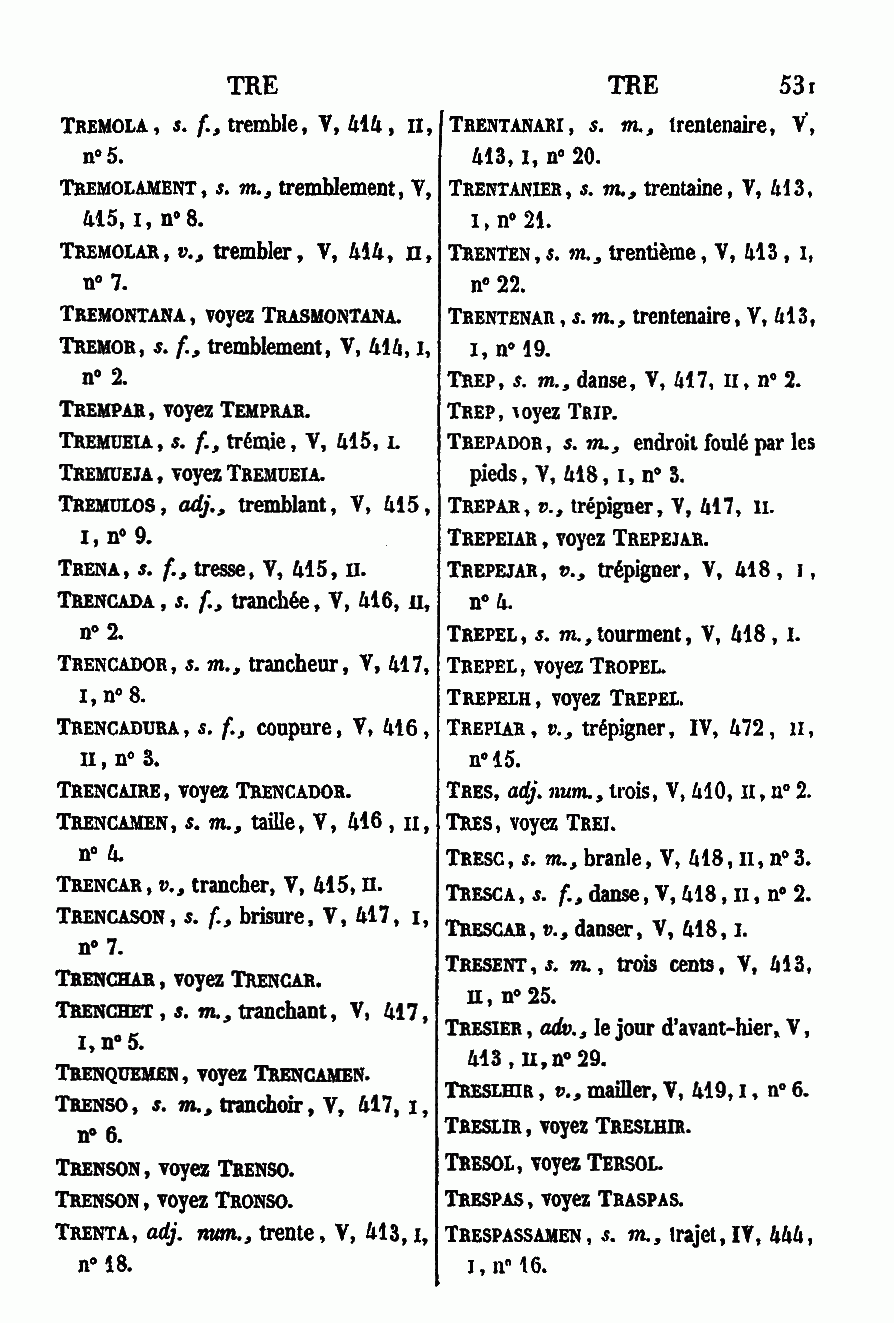 TRE
TREMOLA, s. f., tremble, V, 414, II,
n° 5.
TREMOLAMENT, s. m., tremblement, V,
415, I, n° 8.
TREMOLAR, v., trembler, V, 414, II,
n° 7.
TREMONTANA, voyez TRASMONTANA.
TREMOR, s. f., tremblement, V, 414, I,
n° 2.
TREMPAR, voyez TEMPRAR.
TREMUEIA, s. f., trémie, V, 415, I.
TREMUEJA, voyez TREMUEIA.
TREMULOS, adj., tremblant, V, 415,
I, n° 9.
TRENA, s. f., tresse, V, 415, II.
TRENCADA, s. f., tranchée, V, 416, II,
n° 2.
TRENCADOR, s. m., trancheur, V, 417,
I, n° 8.
TRENCADURA, s. f., coupure, V, 416,
II, n° 3.
TRENCAIRE, voyez TRENCADOR.
TRENCAMEN, s. m., taille, V, 416, II,
n° 4.
TRENCAR, v., trancher, V, 415, II.
TRENCASON, s. f., brisure, V, 417, I,
n° 7.
TRENCHAR, voyez TRENCAR.
TRENCHET, s. m., tranchant, V, 417,
I, n° 5.
TRENQUEMEN, voyez TRENCAMEN.
TRENSO, s. m., tranchoir, V, 417, I,
n° 6.
TRENSON, voyez TRENSO.
TRENSON, voyez TRONSO.
TRENTA, adj. num., trente, V, 413, I,
n° 18.
TRE 531
TRENTANARI, s. m., trentenaire, V,
413, I, n° 20.
TRENTANIER, s. m., trentaine, V, 413,
I, n° 21.
TRENTEN, s. m., trentième, V, 413, I,
n° 22.
TRENTENAR, s. m., trentenaire, V, 413,
I, n° 19.
TREP, s. m., danse, V, 417, II, n° 2.
TREP, voyez TRIP.
TREPADOR, s. m., endroit foulé par les
pieds, V, 418, I, n° 3.
TREPAR, v., trépigner, V, 417, II.
TREPEIAR, voyez TREPEJAR.
TREPEJAR, v., trépigner, V, 418, I,
n° 4.
TREPEL, s. m., tourment, V, 418, I.
TREPEL, voyez TROPEL.
TREPELH, voyez TREPEL.
TREPIAR, v., trépigner, IV, 472, II,
n° 15.
TRES, adj. num., trois, V, 410, II, n° 2.
TRES, voyez TREI.
TRESC, s. m., branle, V, 418, II, n° 3.
TRESCA, s. f., danse, V, 418, II, n° 2.
TRESCAR, v., danser, V, 418, I.
TRESENT, s. m., trois cents, V, 413,
II, n° 25.
TRESIER, adv., le jour d'avant-hier, V,
413, II, n° 29.
TRESLHIR, v., mailler, V, 419, I, n° 6.
TRESLIR, voyez TRESLHIR.
TRESOL, voyez TERSOL.
TRESPAS, voyez TRASPAS.
TRESPASSAMEN, s. m., trajet, IV, 444,
I, n° 16.